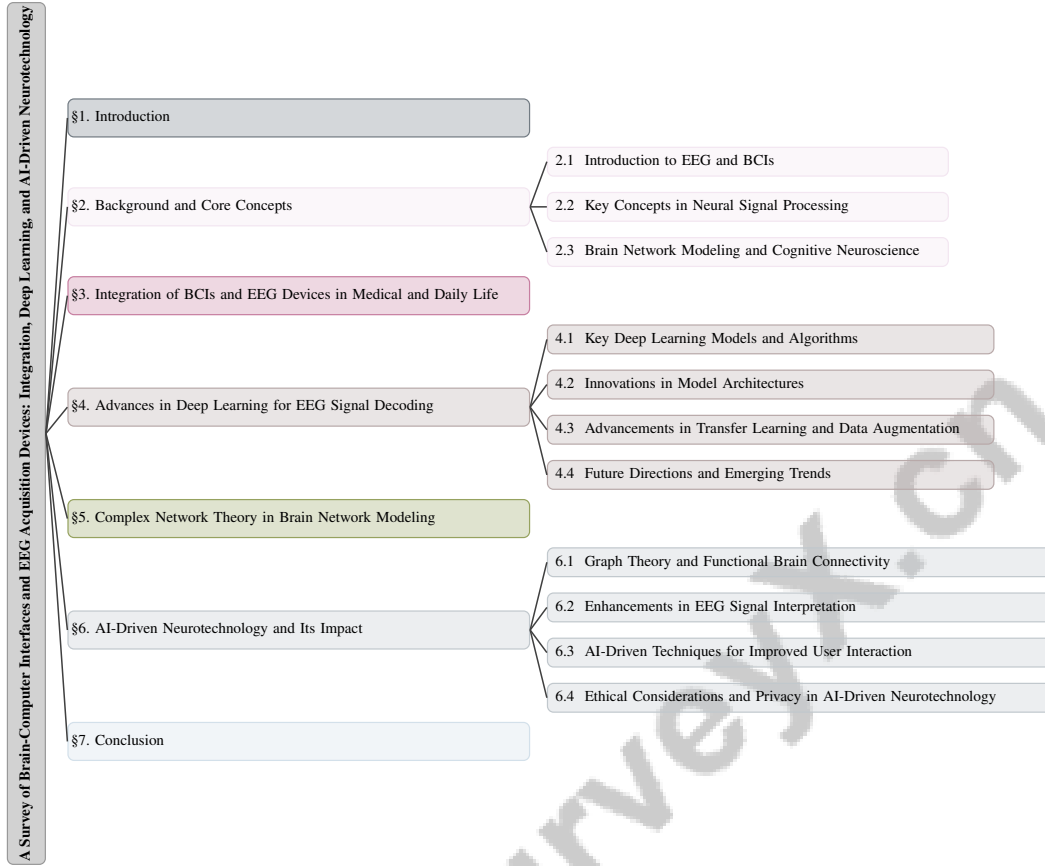 A Survey of Brain-Computer Interfaces and EEG Acquisition Devices: Integration, Deep Learning, and AI-Driven Neurotechnology
§1. Introduction
§2. Background and Core Concepts
2.1 Introduction to EEG and BCIs
2.2 Key Concepts in Neural Signal Processing
2.3 Brain Network Modeling and Cognitive Neuroscience
§3. Integration of BCIs and EEG Devices in Medical and Daily Life
§4. Advances in Deep Learning for EEG Signal Decoding
4.1 Key Deep Learning Models and Algorithms
4.2 Innovations in Model Architectures
4.3 Advancements in Transfer Learning and Data Augmentation
4.4 Future Directions and Emerging Trends
§5. Complex Network Theory in Brain Network Modeling
§6. AI-Driven Neurotechnology and Its Impact
6.1 Graph Theory and Functional Brain Connectivity
6.2 Enhancements in EEG Signal Interpretation
6.3 AI-Driven Techniques for Improved User Interaction
6.4 Ethical Considerations and Privacy in AI-Driven Neurotechnology
§7. Conclusion
urveyx.cn